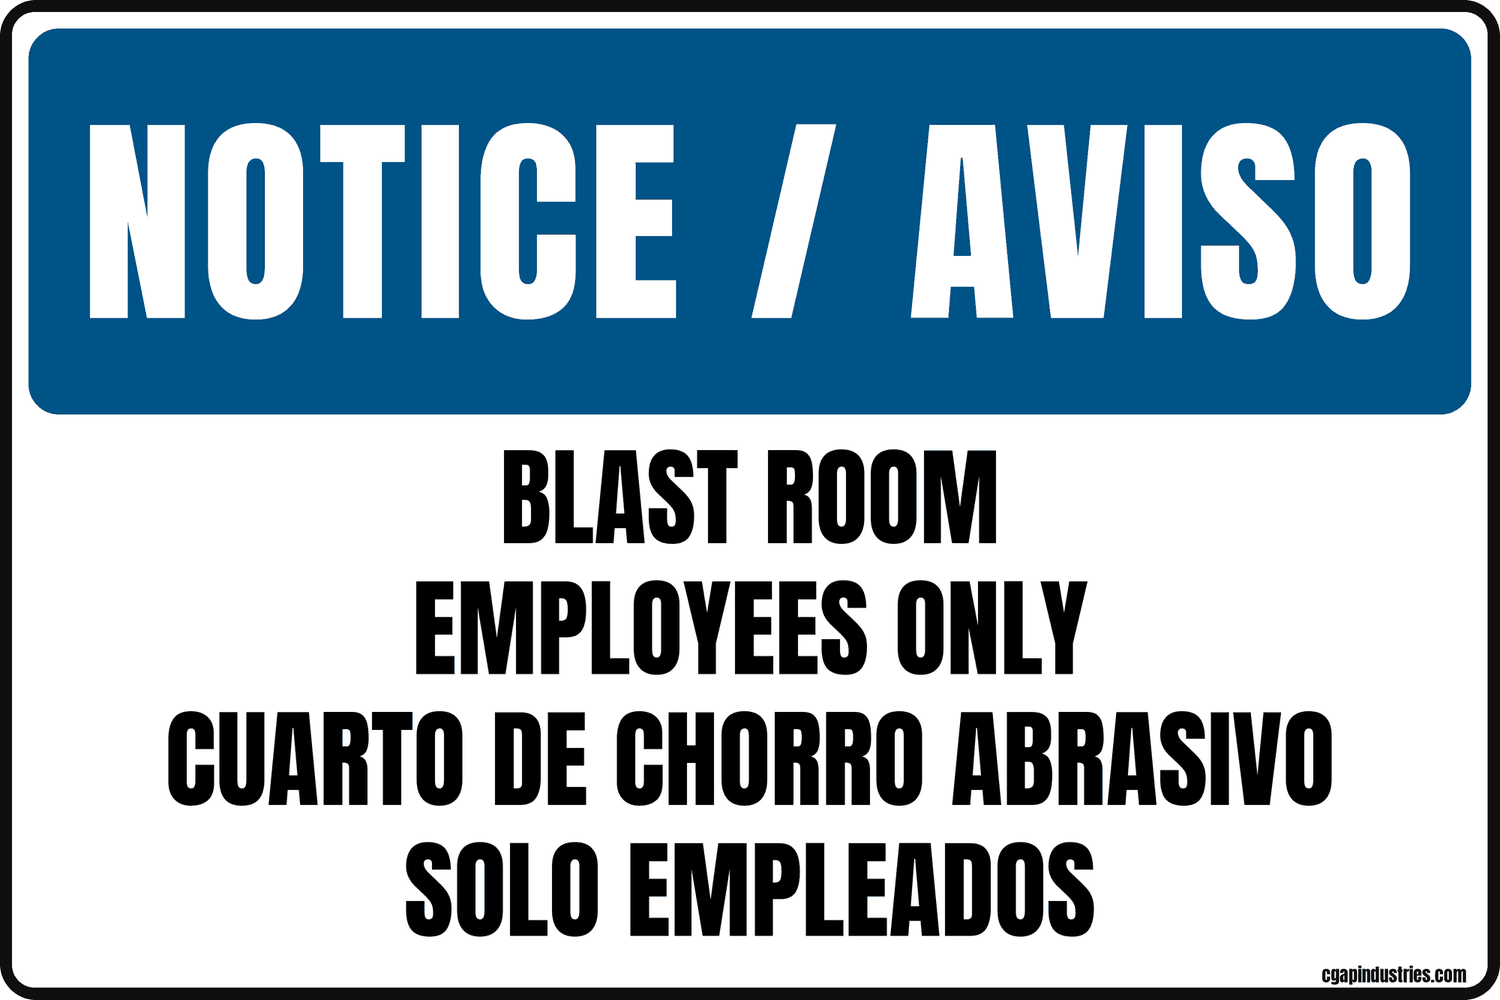 NOTICE / AVISO
BLAST ROOM
EMPLOYEES ONLY
CUARTO DE CHORRO ABRASIVO
SOLO EMPLEADOS
cgapindustries.com